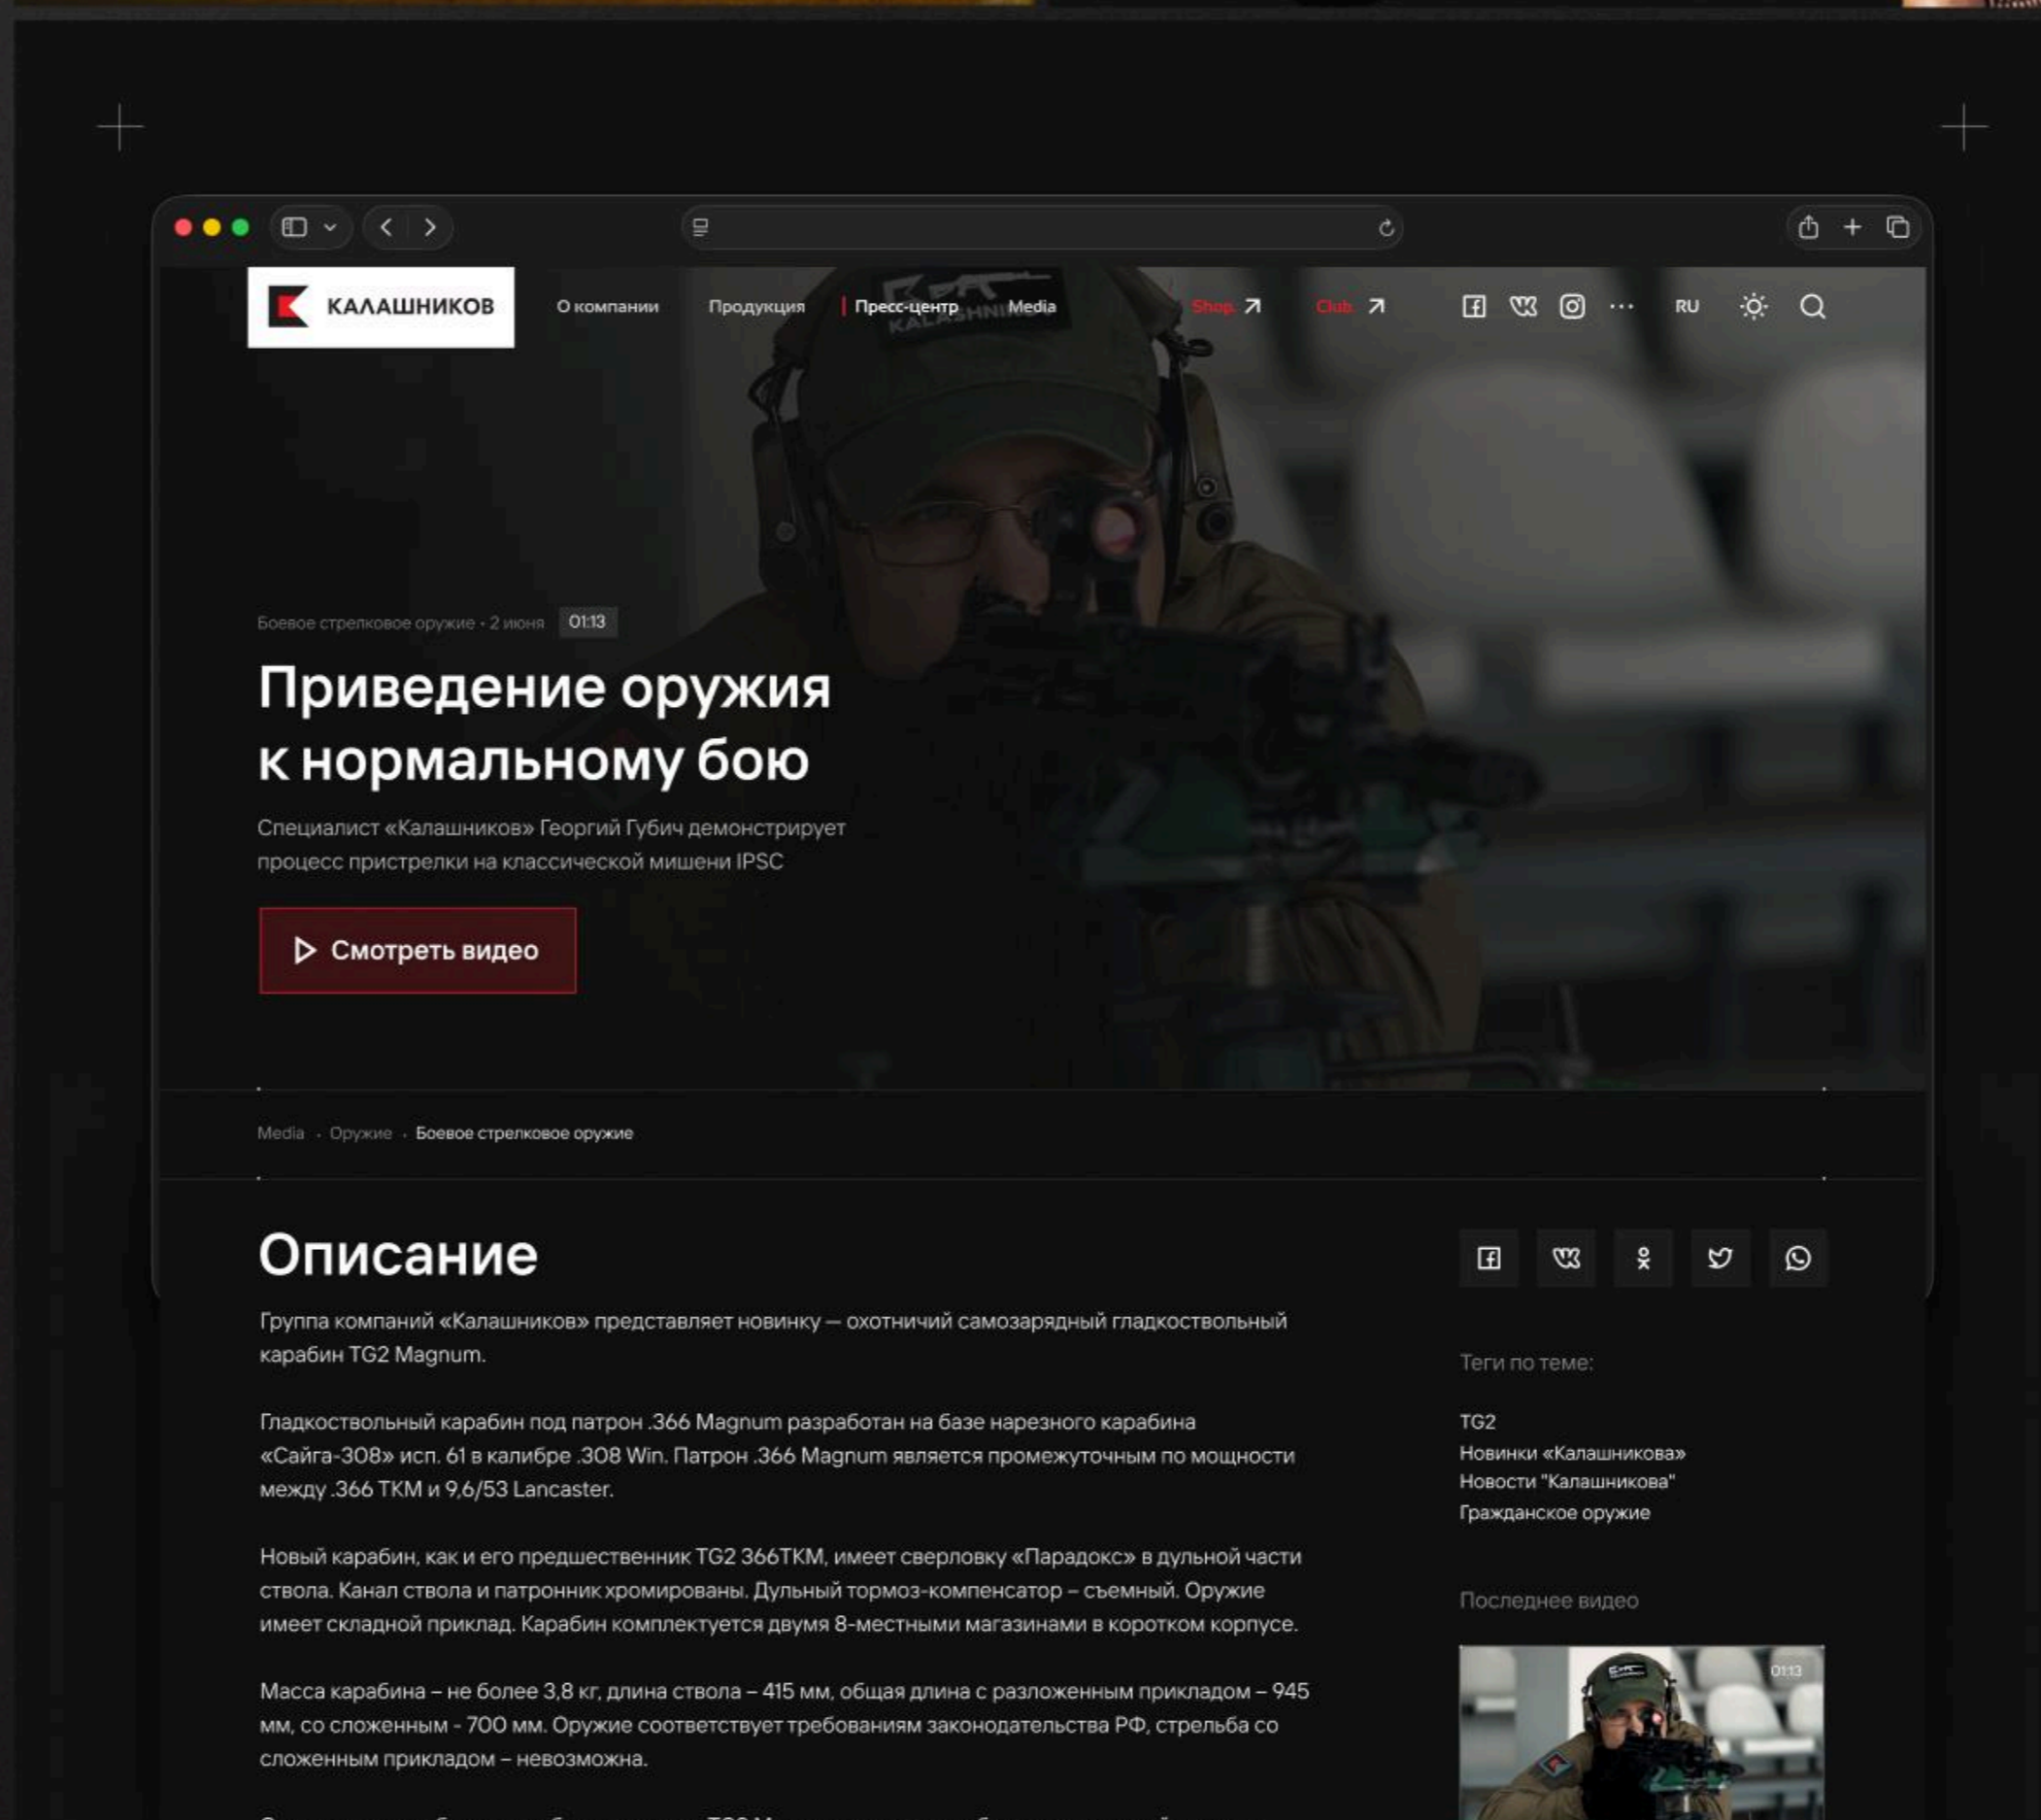 КАЛАШНИКОВ
О компании
Продукция
Пресс-центр
Media
Shop
Club
RU
KALASHNI
Боевое стрелковое оружие • 2 июня 01:13
Приведение оружия
к нормальному бою
Специалист «Калашников» Георгий Губич демонстрирует
процесс пристрелки на классической мишени IPSC
Смотреть видео
Media • Оружие • Боевое стрелковое оружие
Описание
Группа компаний «Калашников» представляет новинку — охотничий самозарядный гладкоствольный
карабин TG2 Magnum.
Гладкоствольный карабин под патрон .366 Magnum разработан на базе нарезного карабина
«Сайга-308» исп. 61 в калибре .308 Win. Патрон .366 Magnum является промежуточным по мощности
между .366 ТКМ и 9,6/53 Lancaster.
Новый карабин, как и его предшественник TG2 366ТКМ, имеет сверловку «Парадокс» в дульной части
ствола. Канал ствола и патронник хромированы. Дульный тормоз-компенсатор – съемный. Оружие
имеет складной приклад. Карабин комплектуется двумя 8-местными магазинами в коротком корпусе.
Масса карабина – не более 3,8 кг, длина ствола – 415 мм, общая длина с разложенным прикладом – 945
мм, со сложенным - 700 мм. Оружие соответствует требованиям законодательства РФ, стрельба со
сложенным прикладом – невозможна.
Теги по теме:
TG2
Новинки «Калашникова»
Новости "Калашникова"
Гражданское оружие
Последнее видео
01:13